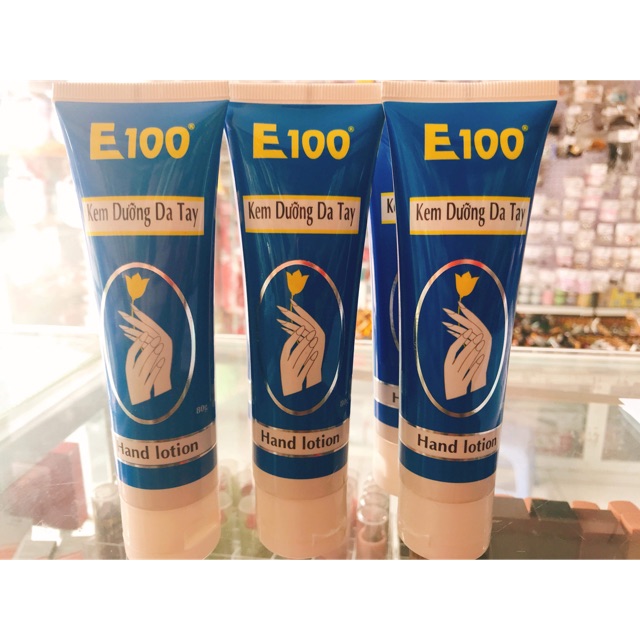 E100®
Kem Dưỡng Da Tay
80g
Hand lotion
E100®
Kem Dưỡng Da Tay
Hand lotion
E100®
Kem Dưỡng Da Tay
Hand lotion